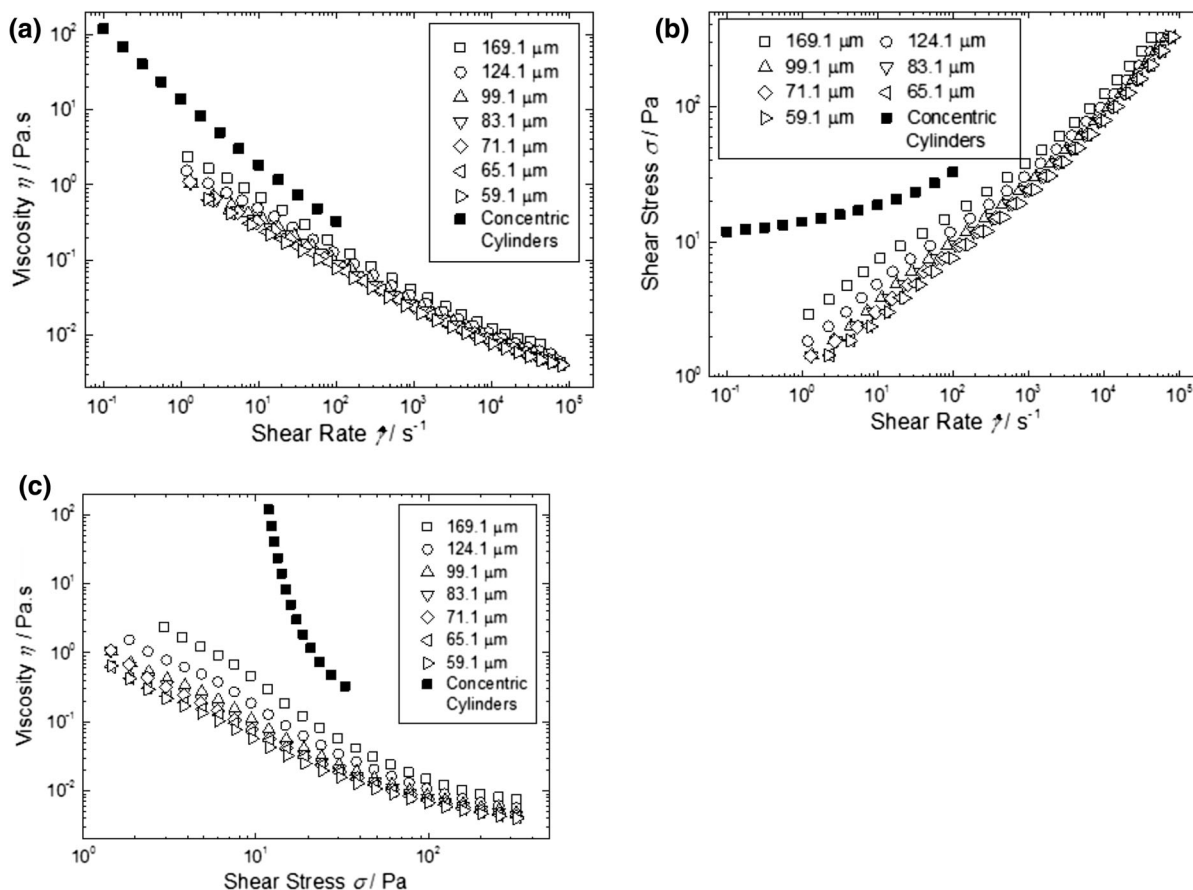 (a)
10²
10¹
10⁰
10⁻¹
10⁻²
Viscosity η / Pa.s
169.1 μm
124.1 μm
99.1 μm
83.1 μm
71.1 μm
65.1 μm
59.1 μm
Concentric
Cylinders
10⁻¹ 10⁰ 10¹ 10² 10³ 10⁴ 10⁵
Shear Rate / s⁻¹
(b)
10²
10¹
10⁰
Shear Stress σ / Pa
169.1 μm 124.1 μm
99.1 μm 83.1 μm
71.1 μm 65.1 μm
59.1 μm Concentric
Cylinders
10⁻¹ 10⁰ 10¹ 10² 10³ 10⁴ 10⁵
Shear Rate / s⁻¹
(c)
10²
10¹
10⁰
10⁻¹
10⁻²
Viscosity η / Pa.s
169.1 μm
124.1 μm
99.1 μm
83.1 μm
71.1 μm
65.1 μm
59.1 μm
Concentric
Cylinders
10⁰ 10¹ 10²
Shear Stress σ / Pa